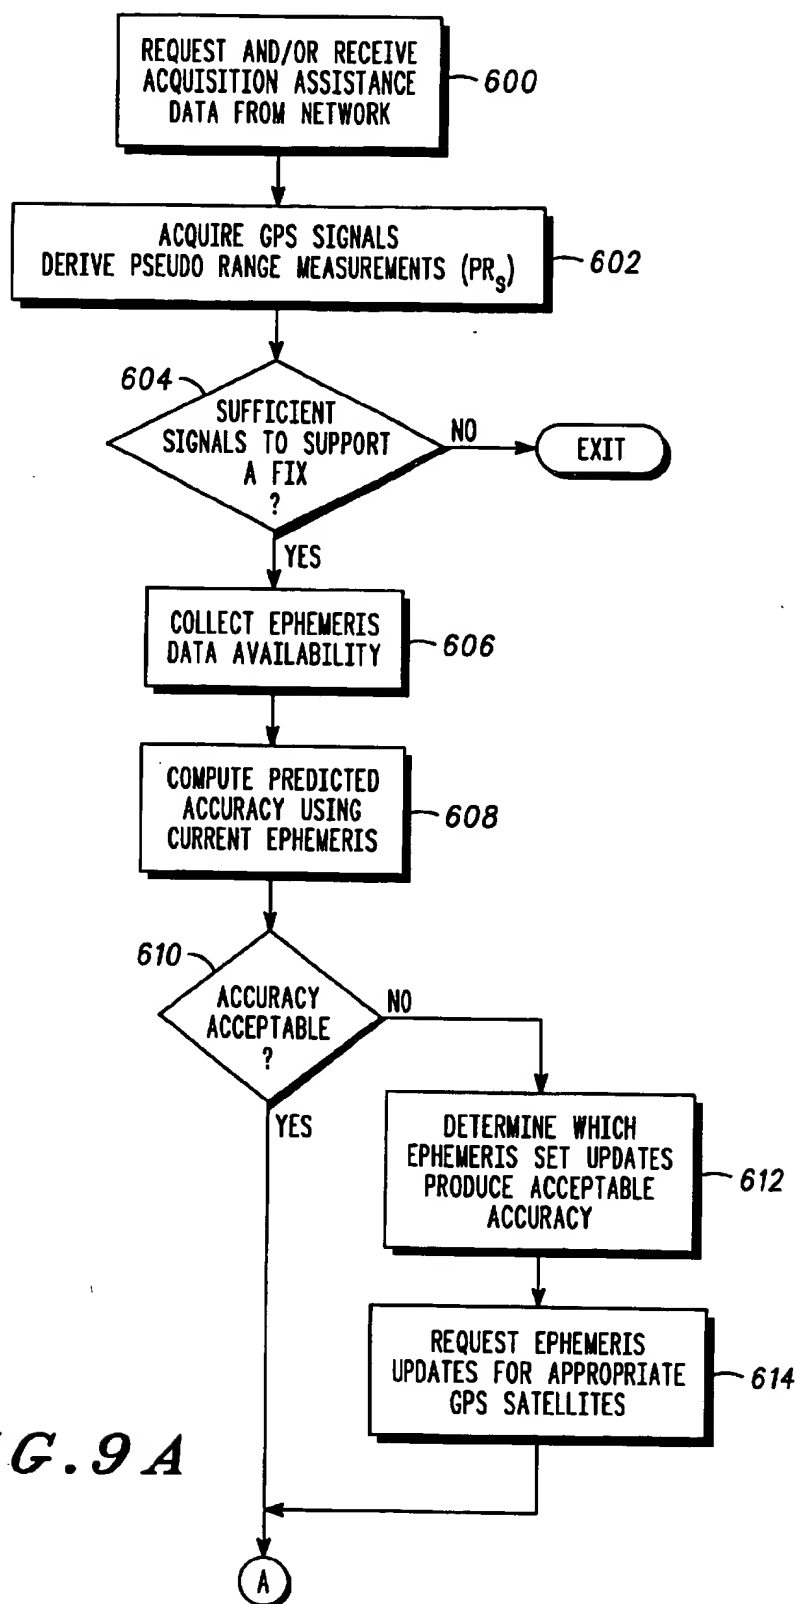 REQUEST AND/OR RECEIVE
ACQUISITION ASSISTANCE
DATA FROM NETWORK
600
ACQUIRE GPS SIGNALS
DERIVE PSEUDO RANGE MEASUREMENTS (PRS)
602
604
SUFFICIENT
SIGNALS TO SUPPORT
A FIX
?
NO
EXIT
YES
COLLECT EPHEMERIS
DATA AVAILABILITY
606
COMPUTE PREDICTED
ACCURACY USING
CURRENT EPHEMERIS
608
610
ACCURACY
ACCEPTABLE
?
NO
YES
DETERMINE WHICH
EPHEMERIS SET UPDATES
PRODUCE ACCEPTABLE
ACCURACY
612
REQUEST EPHEMERIS
UPDATES FOR APPROPRIATE
GPS SATELLITES
614
G.9A
A